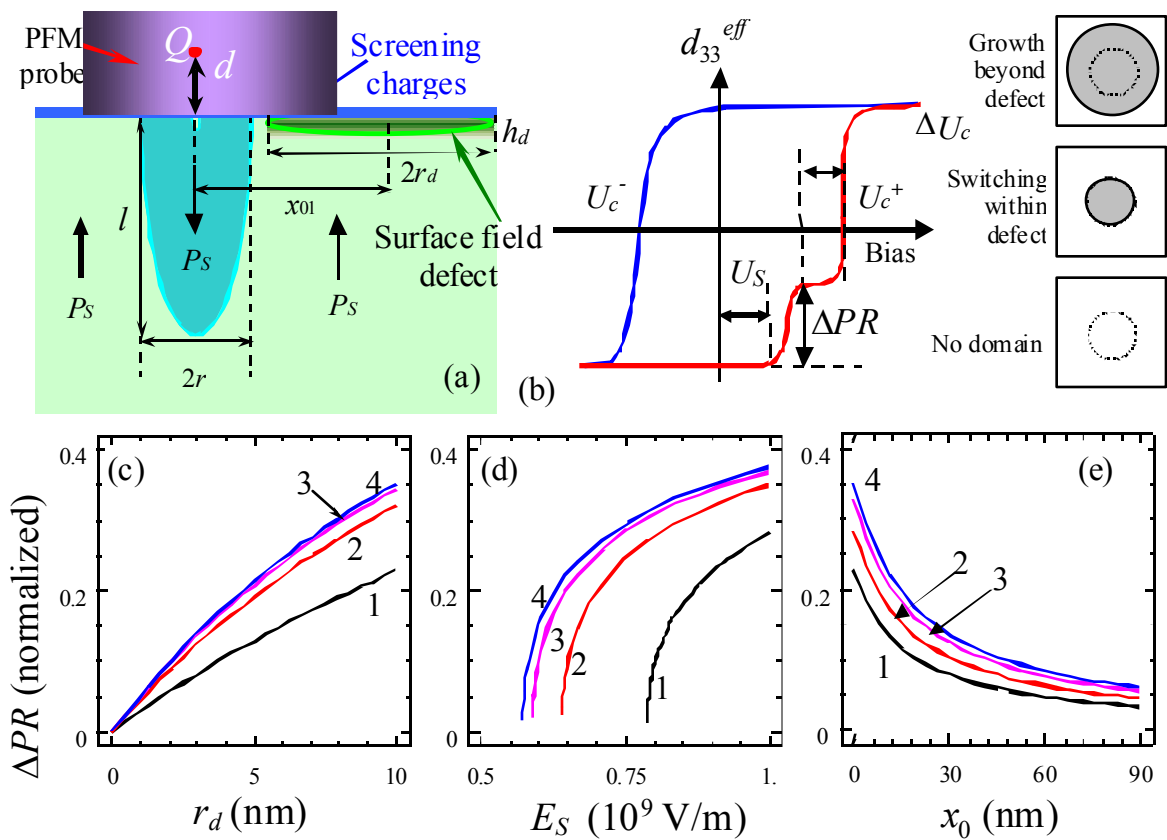 PFM
probe
Q
d
Screening
charges
h_d
2r_d
x_01
l
P_S
P_S
P_S
Surface field
defect
2r
(a)
d_33^eff
ΔU_c
U_c^-
U_c^+
Bias
U_S
ΔPR
(b)
Growth
beyond
defect
Switching
within
defect
No domain
ΔPR (normalized)
(c)
0.4
0.2
0
3
4
2
1
0
5
10
r_d (nm)
(d)
0.4
0.2
0
4
3
2
1
0.5
0.75
1.
E_S (10^9 V/m)
(e)
0.4
0.2
0
4
2
3
1
0
30
60
90
x_0 (nm)